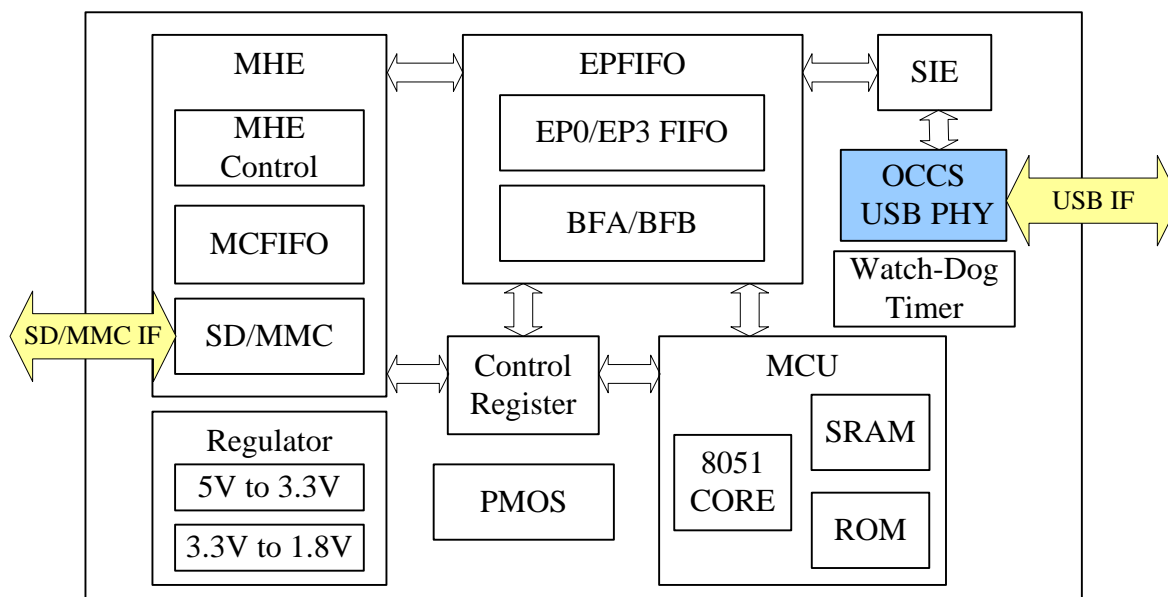 MHE
MHE
Control
MCFIFO
SD/MMC
SD/MMC IF
EPFIFO
EP0/EP3 FIFO
BFA/BFB
SIE
OCCS
USB PHY
USB IF
Watch-Dog
Timer
Control
Register
MCU
8051
CORE
SRAM
ROM
Regulator
5V to 3.3V
3.3V to 1.8V
PMOS